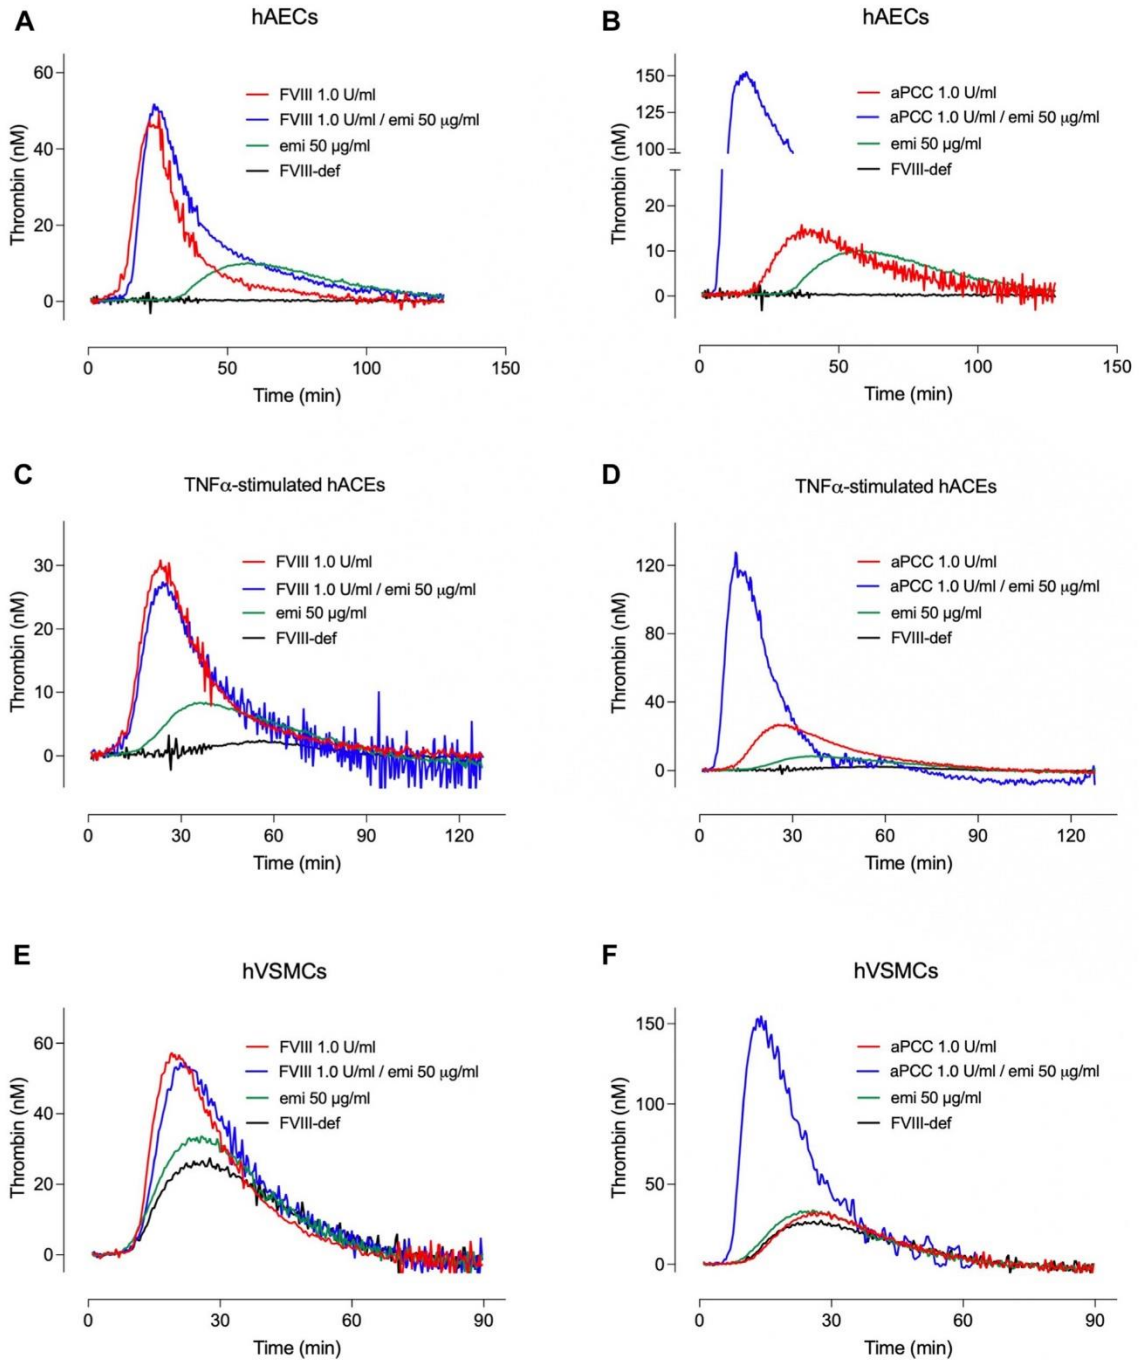 A
hAECs
60
40
20
0
Thrombin (nM)
FVIII 1.0 U/ml
FVIII 1.0 U/ml / emi 50 μg/ml
emi 50 μg/ml
FVIII-def
0 50 100 150
Time (min)
B
hAECs
150
125
100
20
10
0
Thrombin (nM)
aPCC 1.0 U/ml
aPCC 1.0 U/ml / emi 50 μg/ml
emi 50 μg/ml
FVIII-def
0 50 100 150
Time (min)
C
TNFα-stimulated hACEs
30
20
10
0
Thrombin (nM)
FVIII 1.0 U/ml
FVIII 1.0 U/ml / emi 50 μg/ml
emi 50 μg/ml
FVIII-def
0 30 60 90 120
Time (min)
D
TNFα-stimulated hACEs
120
80
40
0
Thrombin (nM)
aPCC 1.0 U/ml
aPCC 1.0 U/ml / emi 50 μg/ml
emi 50 μg/ml
FVIII-def
0 30 60 90 120
Time (min)
E
hVSMCs
60
40
20
0
Thrombin (nM)
FVIII 1.0 U/ml
FVIII 1.0 U/ml / emi 50 μg/ml
emi 50 μg/ml
FVIII-def
0 30 60 90
Time (min)
F
hVSMCs
150
100
50
0
Thrombin (nM)
aPCC 1.0 U/ml
aPCC 1.0 U/ml / emi 50 μg/ml
emi 50 μg/ml
FVIII-def
0 30 60 90
Time (min)